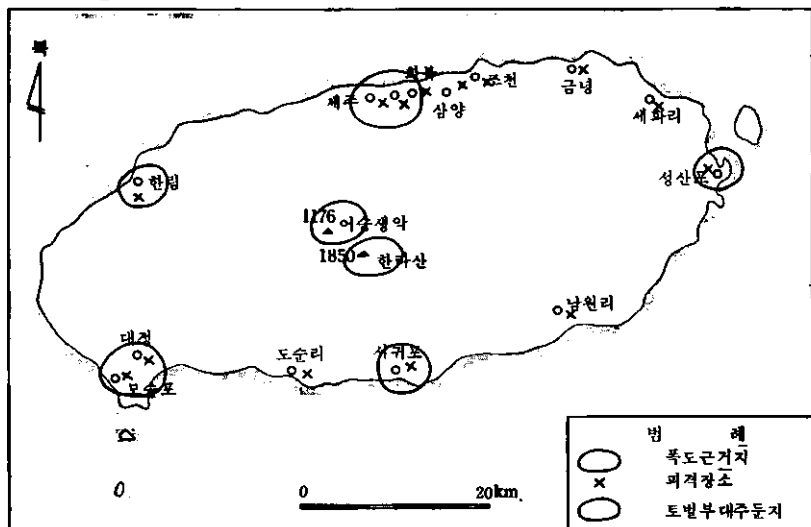 북
화북
조천
금녕
제주
삼양
세화리
한림
성산포
1176
어승생악
1850
한라산
남원리
대정
도순리
서귀포
모슬포
범 례
폭도근거지
× 피격장소
토벌부대주둔지
0 20km